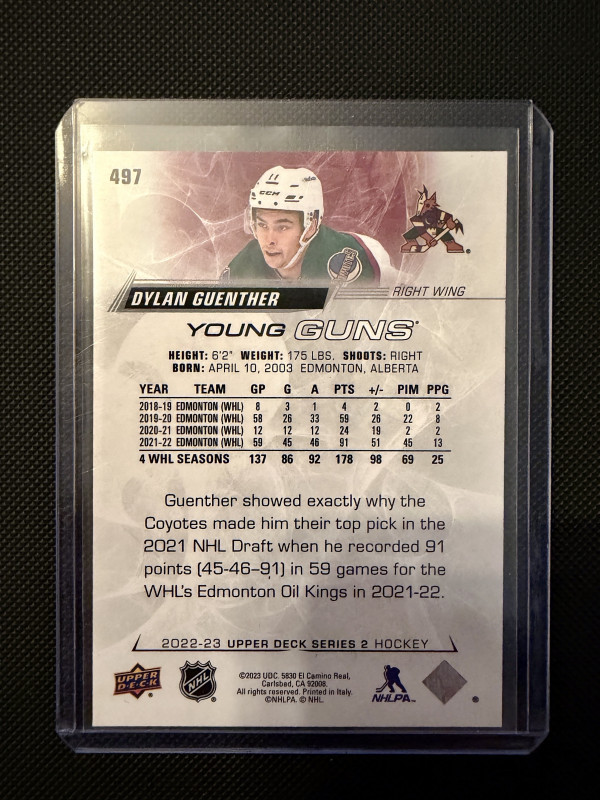 497
11
CCM
DYLAN GUENTHER
RIGHT WING
YOUNG GUNS®
HEIGHT: 6'2" WEIGHT: 175 LBS. SHOOTS: RIGHT
BORN: APRIL 10, 2003 EDMONTON, ALBERTA
YEAR TEAM GP G A PTS +/- PIM PPG
2018-19 EDMONTON (WHL) 8 3 1 4 2 0 2
2019-20 EDMONTON (WHL) 58 26 33 59 26 22 8
2020-21 EDMONTON (WHL) 12 12 12 24 19 2 2
2021-22 EDMONTON (WHL) 59 45 46 91 51 45 13
4 WHL SEASONS 137 86 92 178 98 69 25
Guenther showed exactly why the
Coyotes made him their top pick in the
2021 NHL Draft when he recorded 91
points (45-46–91) in 59 games for the
WHL's Edmonton Oil Kings in 2021-22.
2022-23 UPPER DECK SERIES 2 HOCKEY
UPPER DECK
NHL
©2023 UDC. 5830 El Camino Real,
Carlsbad, CA 92008.
All rights reserved. Printed in Italy.
©NHLPA. © NHL.
NHLPA™